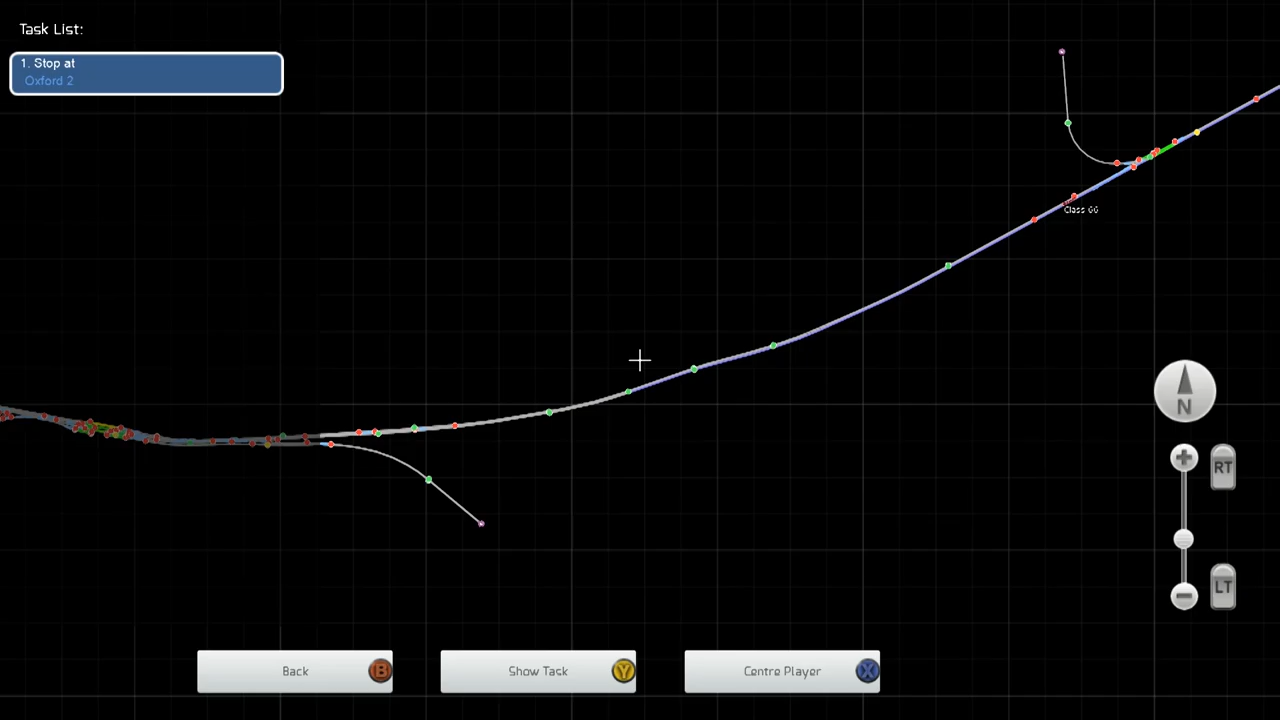 Task List:
1. Stop at
Oxford 2
Class 66
N
RT
LT
Back B
Show Task Y
Centre Player X